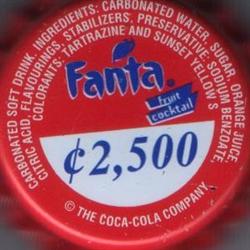 CARBONATED SOFT DRINK, INGREDIENTS: CARBONATED WATER, SUGAR, ORANGE JUICE,
CITRIC ACID, FLAVOURINGS, STABILIZERS, PRESERVATIVE: SODIUM BENZOATE,
COLORANTS: TARTRAZINE AND SUNSET YELLOW S
Fanta
fruit
cocktail
¢2,500
© THE COCA-COLA COMPANY.